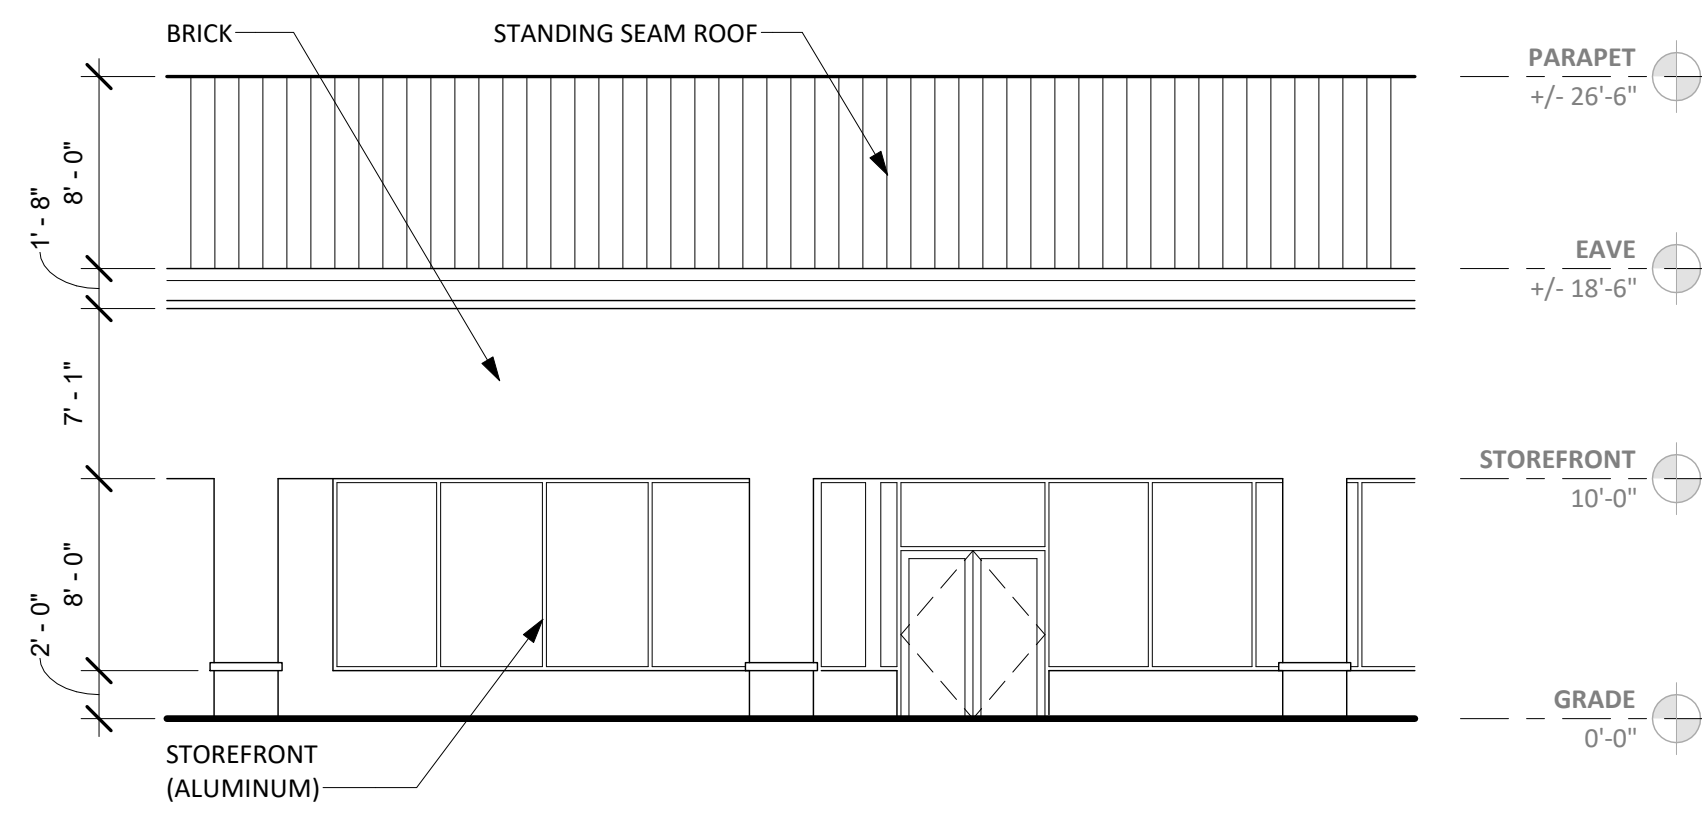 BRICK
STANDING SEAM ROOF
PARAPET
+/- 26'-6"
8' - 0"
1' - 8"
EAVE
+/- 18'-6"
7' - 1"
STOREFRONT
10'-0"
8' - 0"
2' - 0"
GRADE
0'-0"
STOREFRONT
(ALUMINUM)